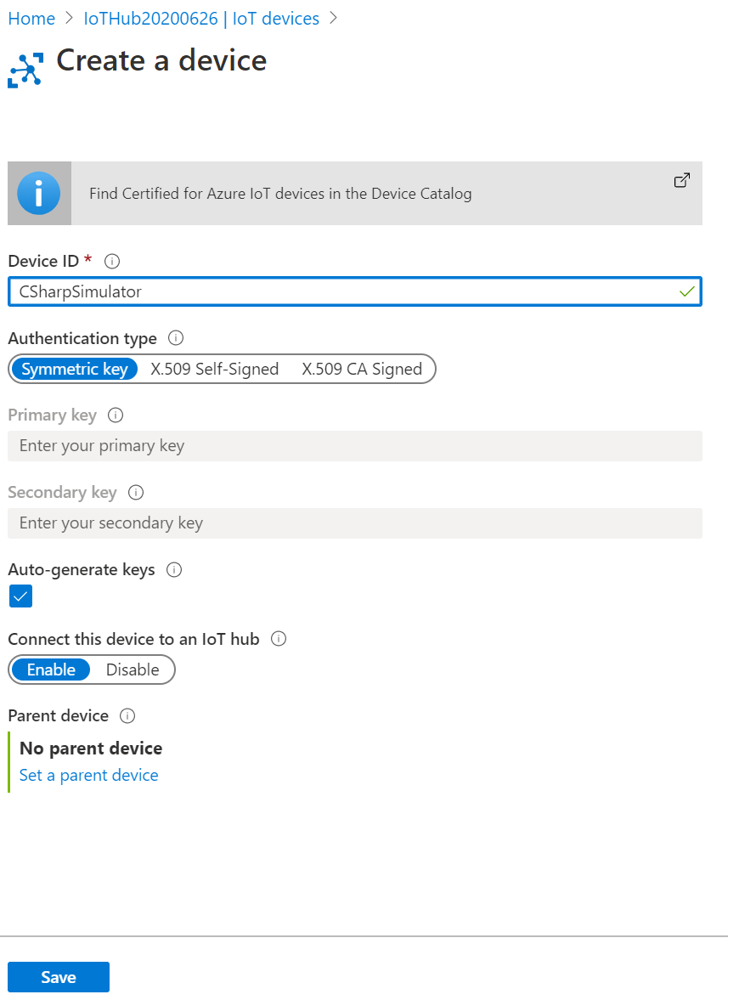 Home > IoTHub20200626 | IoT devices >
Create a device
Find Certified for Azure IoT devices in the Device Catalog
Device ID *
CSharpSimulator
Authentication type
Symmetric key X.509 Self-Signed X.509 CA Signed
Primary key
Enter your primary key
Secondary key
Enter your secondary key
Auto-generate keys
Connect this device to an IoT hub
Enable Disable
Parent device
No parent device
Set a parent device
Save